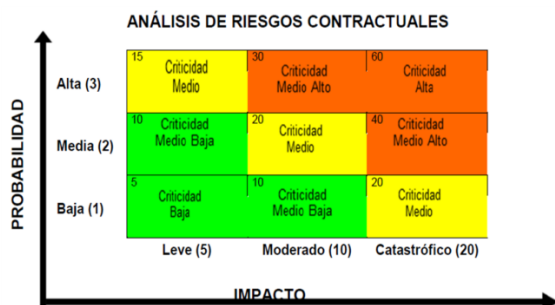 ANÁLISIS DE RIESGOS CONTRACTUALES
PROBABILIDAD
Alta (3)
15
Criticidad
Medio
30
Criticidad
Medio Alto
60
Criticidad
Alta
Media (2)
10
Criticidad
Medio Baja
20
Criticidad
Medio
40
Criticidad
Medio Alto
Baja (1)
5
Criticidad
Baja
10
Criticidad
Medio Baja
20
Criticidad
Medio
Leve (5)
Moderado (10)
Catastrófico (20)
IMPACTO